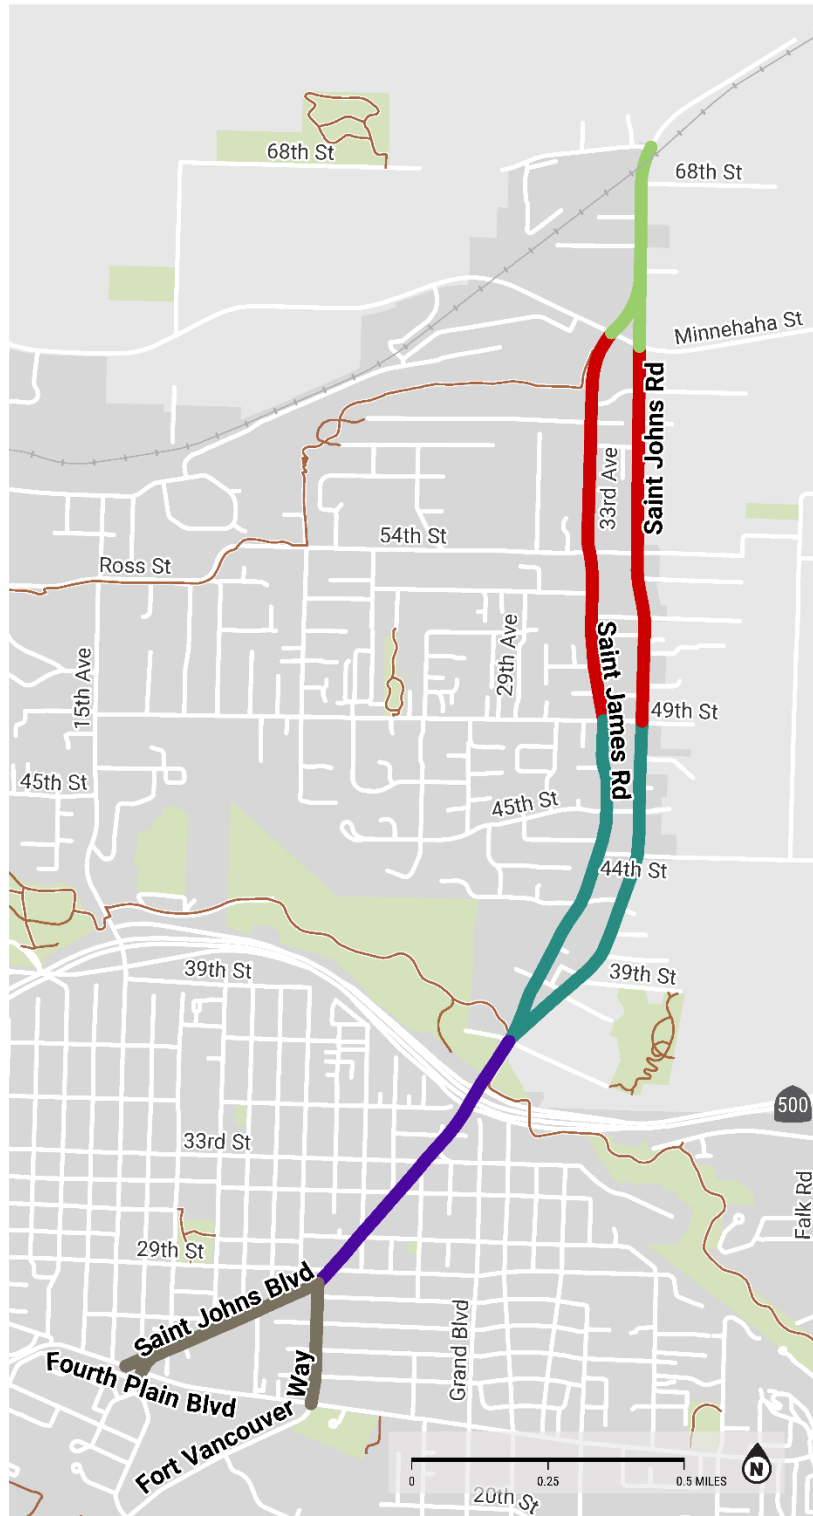 68th St
68th St
Minnehaha St
Saint Johns Rd
33rd Ave
54th St
Ross St
29th Ave
Saint James Rd
15th Ave
49th St
45th St
45th St
44th St
39th St
39th St
500
33rd St
Falk Rd
29th St
Saint Johns Blvd
Grand Blvd
Fourth Plain Blvd
Fort Vancouver Way
N
0 0.25 0.5 MILES
20th St